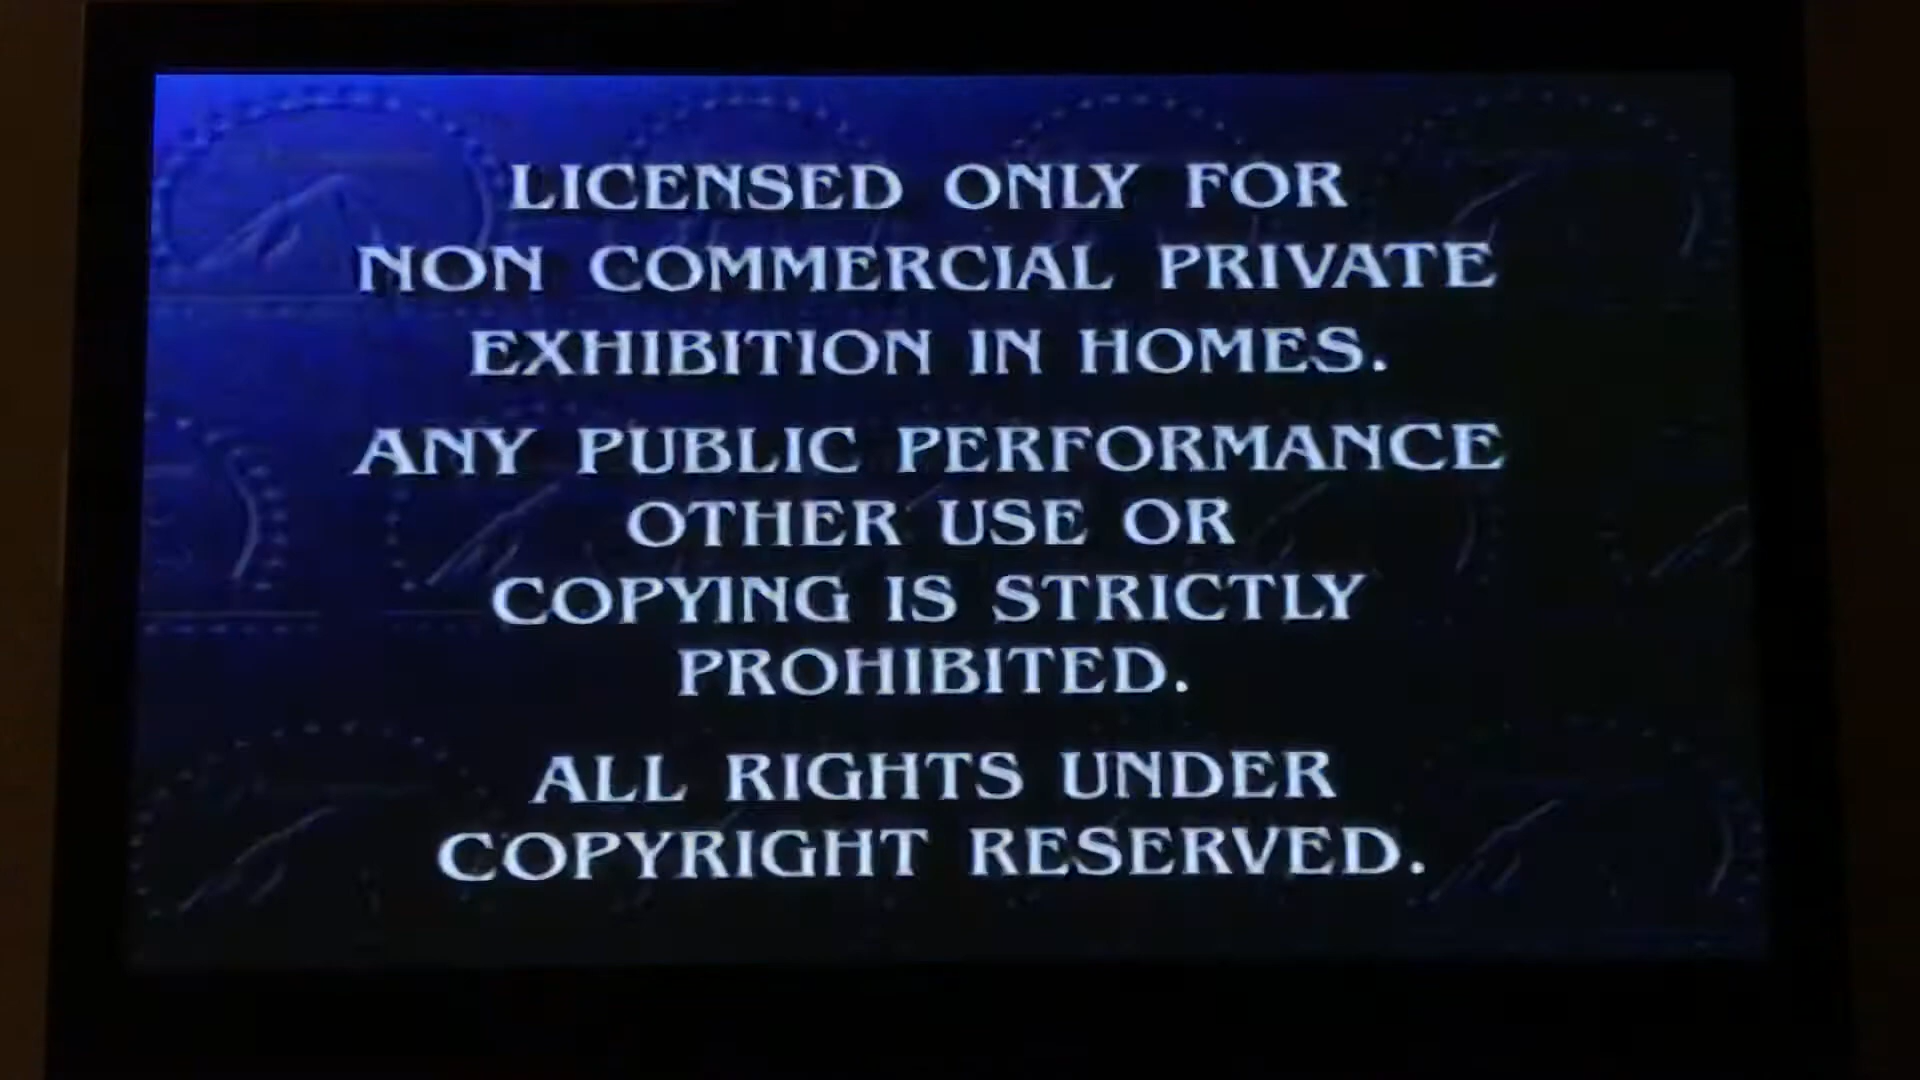 LICENSED ONLY FOR
NON COMMERCIAL PRIVATE
EXHIBITION IN HOMES.
ANY PUBLIC PERFORMANCE
OTHER USE OR
COPYING IS STRICTLY
PROHIBITED.
ALL RIGHTS UNDER
COPYRIGHT RESERVED.